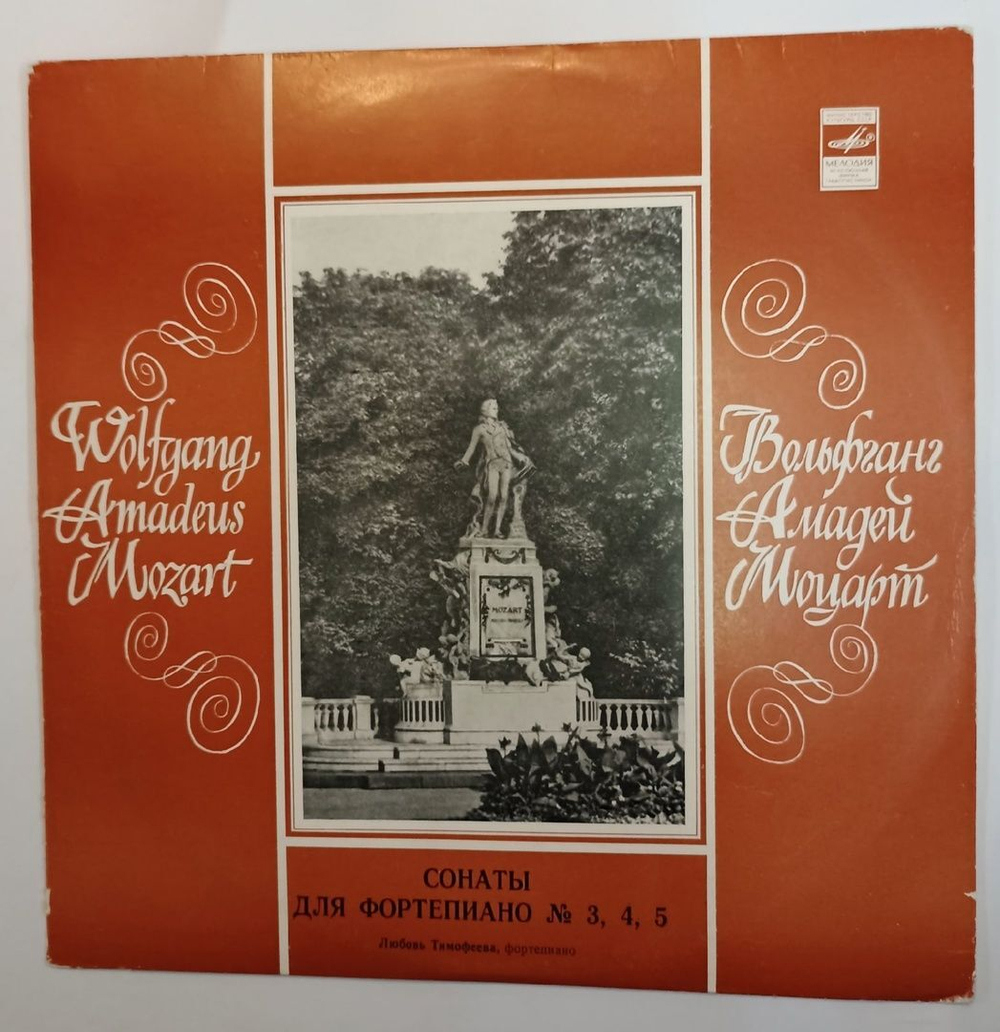 МЕЛОДИЯ
Wolfgang
Amadeus
Mozart
Вольфганг
Амадей
Моцарт
MOZART
СОНАТЫ
ДЛЯ ФОРТЕПИАНО № 3, 4, 5
Любовь Тимофеева, фортепиано